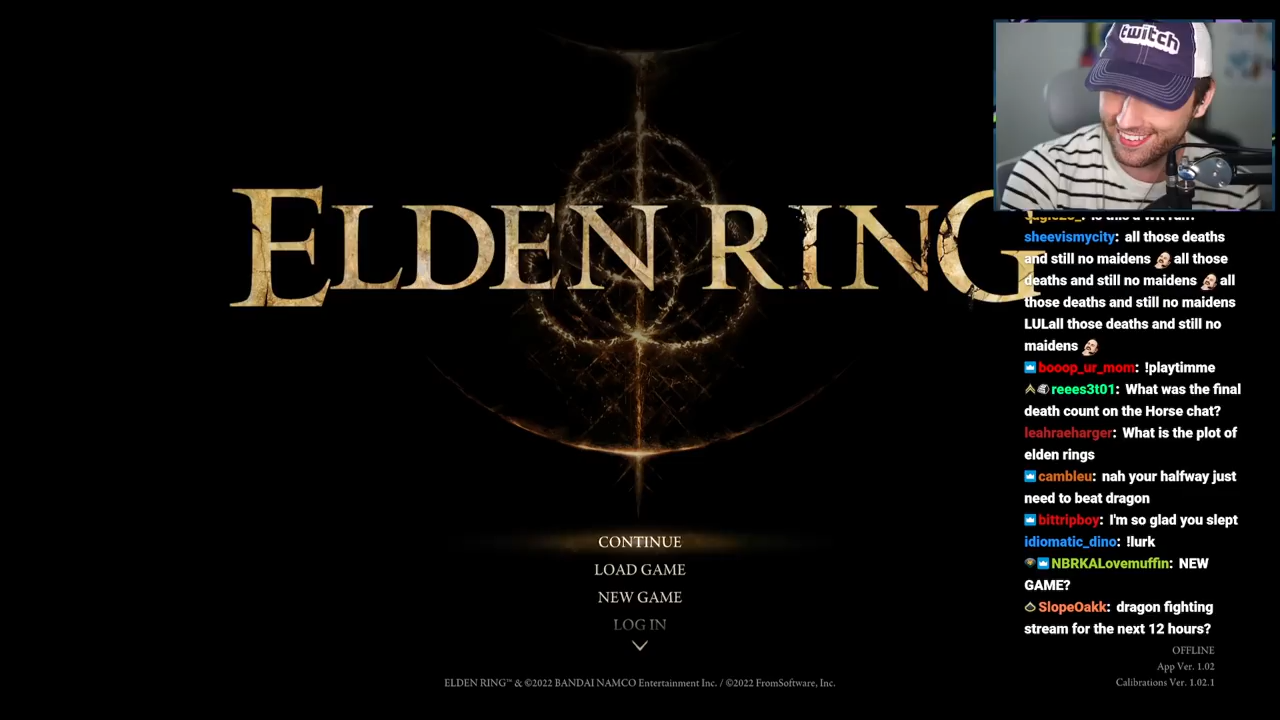 twitch
ELDEN RING
sheevismycity: all those deaths
and still no maidens all those
deaths and still no maidens all
those deaths and still no maidens
LULall those deaths and still no
maidens
booop_ur_mom: !playtimme
reees3t01: What was the final
death count on the Horse chat?
leahraeharger: What is the plot of
elden rings
cambleu: nah your halfway just
need to beat dragon
bittripboy: I'm so glad you slept
idiomatic_dino: !lurk
NBRKALovemuffin: NEW
GAME?
SlopeOakk: dragon fighting
stream for the next 12 hours?
CONTINUE
LOAD GAME
NEW GAME
LOG IN
OFFLINE
App Ver. 1.02
Calibrations Ver. 1.02.1
ELDEN RING™ & ©2022 BANDAI NAMCO Entertainment Inc. / ©2022 FromSoftware, Inc.